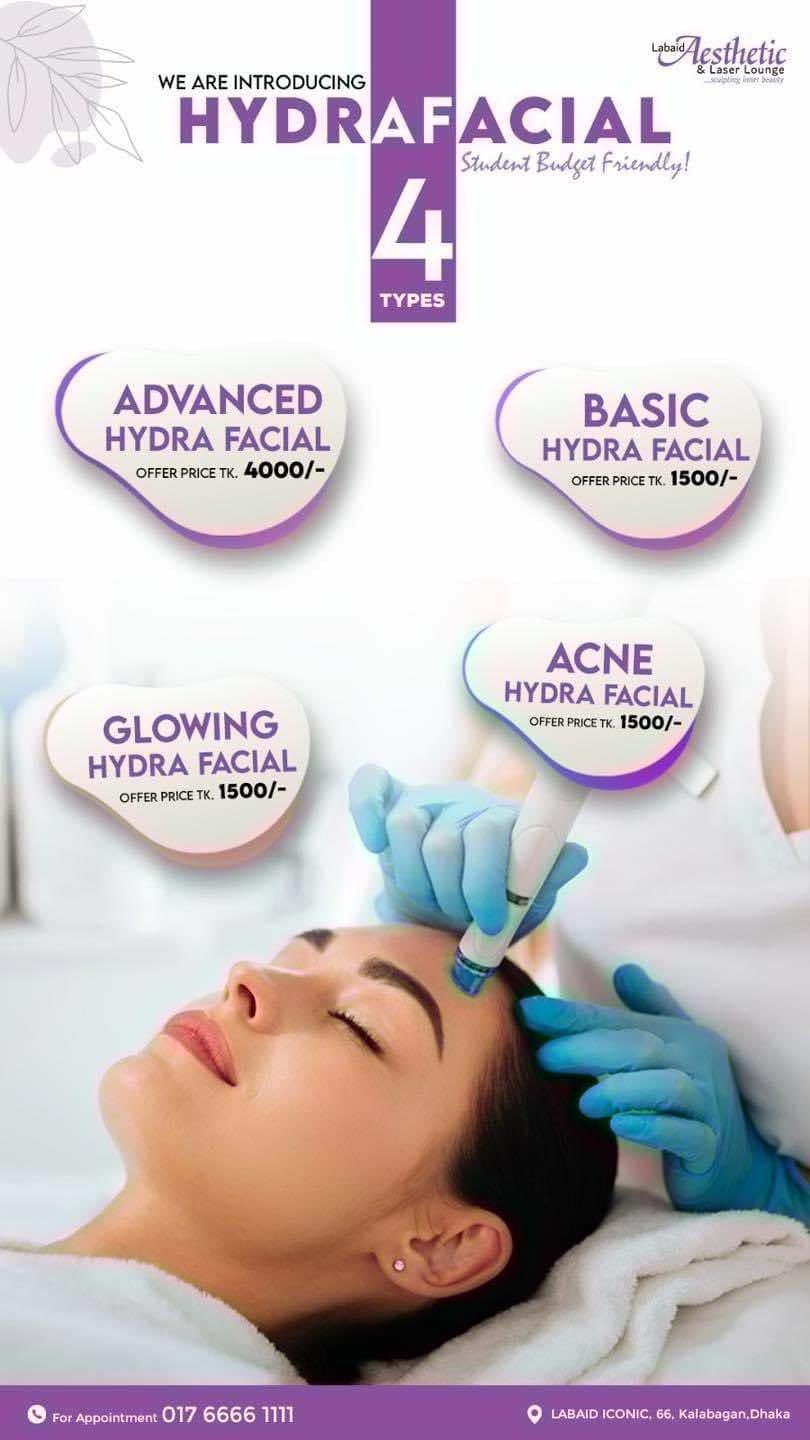 Labaid Aesthetic
& Laser Lounge
...sculpting inner beauty
WE ARE INTRODUCING
HYDRAFACIAL
Student Budget Friendly!
4
TYPES
ADVANCED
HYDRA FACIAL
OFFER PRICE TK. 4000/-
BASIC
HYDRA FACIAL
OFFER PRICE TK. 1500/-
GLOWING
HYDRA FACIAL
OFFER PRICE TK. 1500/-
ACNE
HYDRA FACIAL
OFFER PRICE TK. 1500/-
For Appointment 017 6666 1111
LABAID ICONIC, 66, Kalabagan,Dhaka